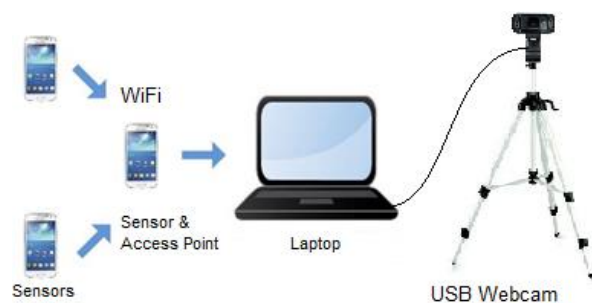 WiFi
Sensor &
Access Point
Laptop
Sensors
USB Webcam